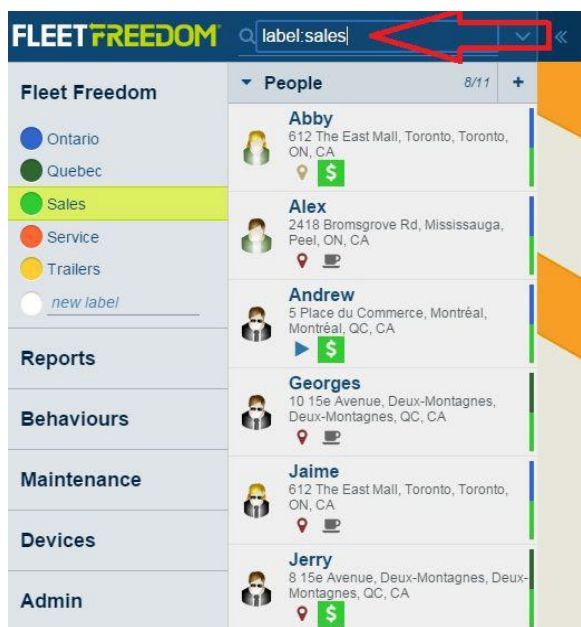 FLEETFREEDOM
label:sales
Fleet Freedom
Ontario
Quebec
Sales
Service
Trailers
new label
Reports
Behaviours
Maintenance
Devices
Admin
People 8/11 +
Abby
612 The East Mall, Toronto, Toronto,
ON, CA
$
Alex
2418 Bromsgrove Rd, Mississauga,
Peel, ON, CA
Andrew
5 Place du Commerce, Montréal,
Montréal, QC, CA
$
Georges
10 15e Avenue, Deux-Montagnes,
Deux-Montagnes, QC, CA
Jaime
612 The East Mall, Toronto, Toronto,
ON, CA
Jerry
8 15e Avenue, Deux-Montagnes, Deux-
Montagnes, QC, CA
$